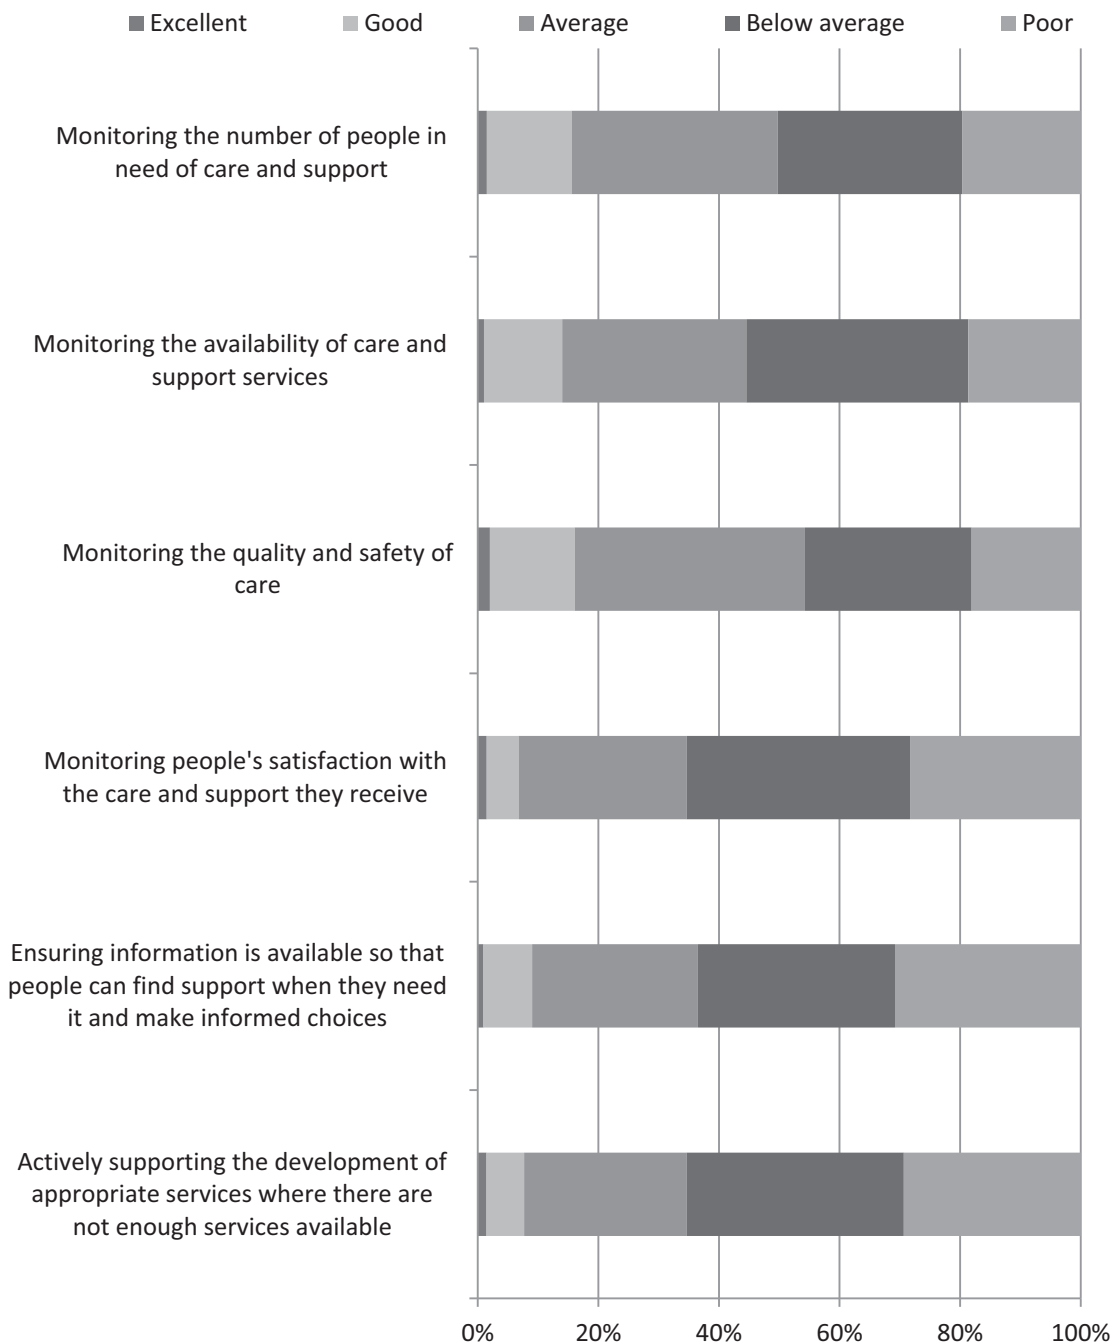 Excellent Good Average Below average Poor
Monitoring the number of people in
need of care and support
Monitoring the availability of care and
support services
Monitoring the quality and safety of
care
Monitoring people's satisfaction with
the care and support they receive
Ensuring information is available so that
people can find support when they need
it and make informed choices
Actively supporting the development of
appropriate services where there are
not enough services available
0% 20% 40% 60% 80% 100%